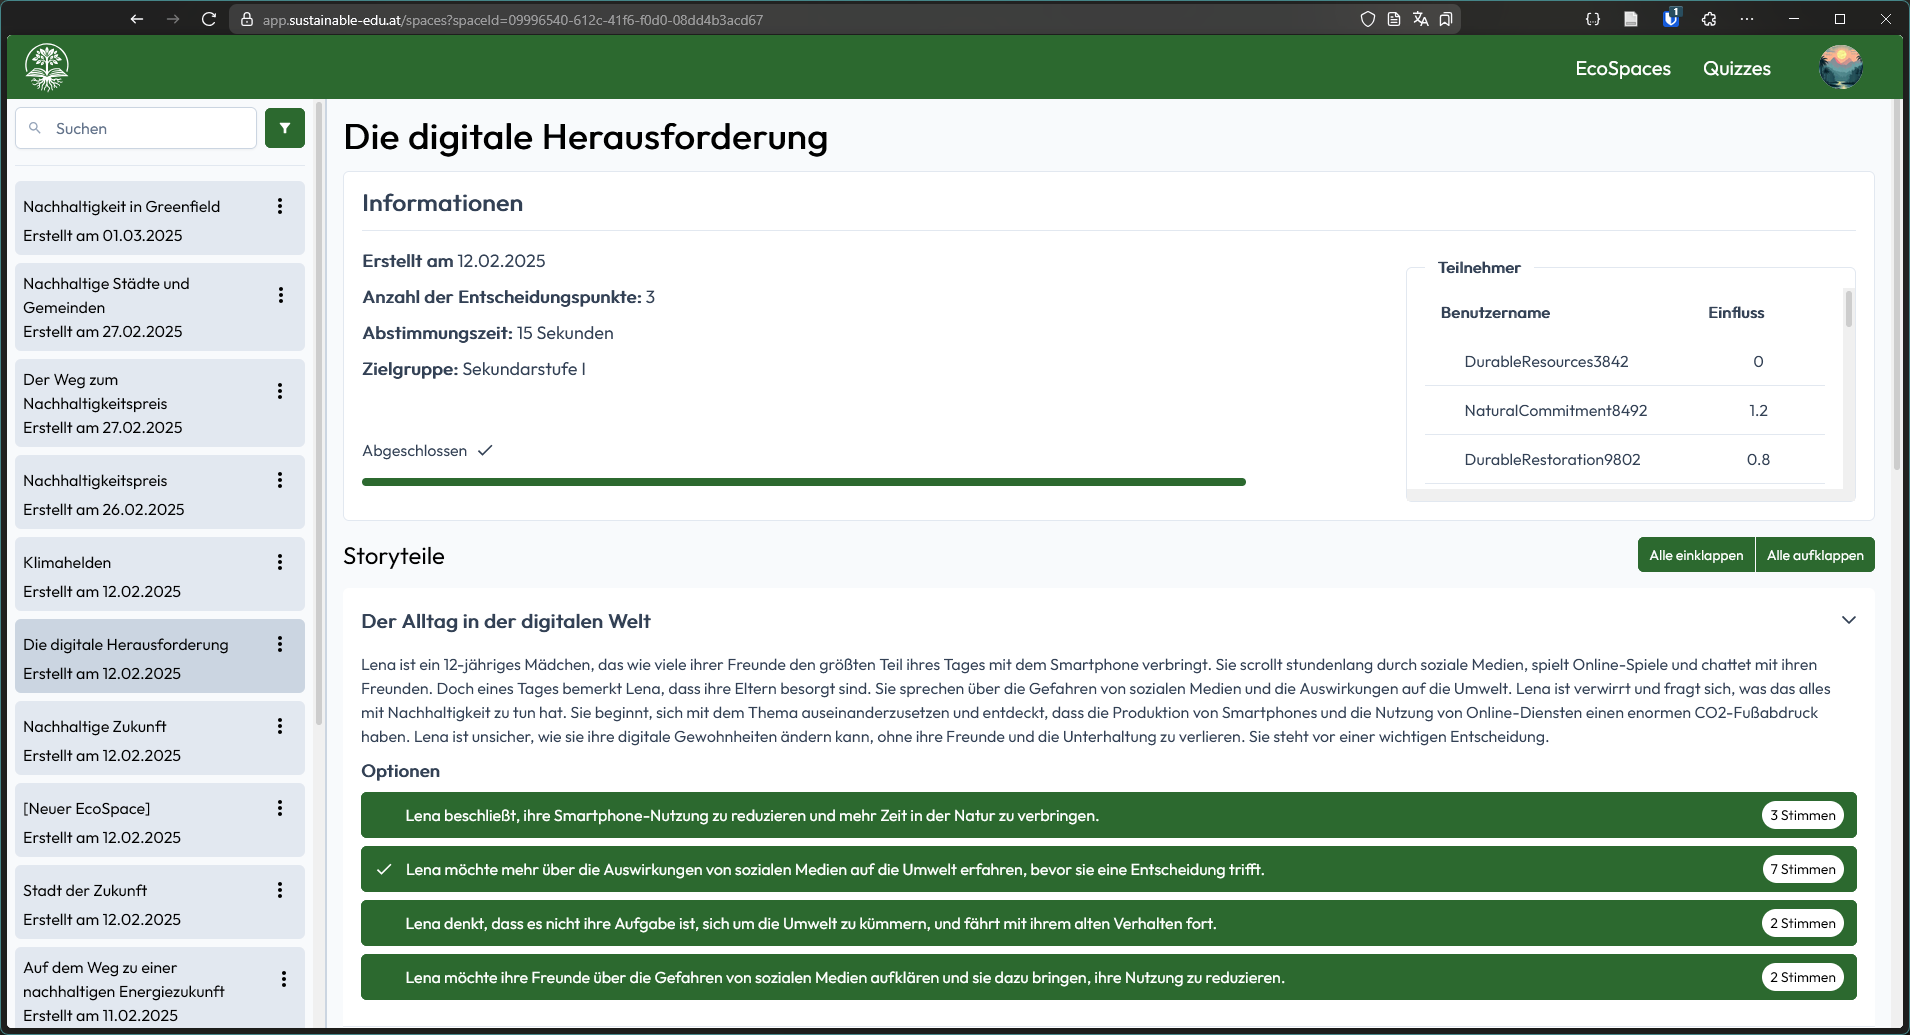 app.sustainable-edu.at/spaces?spaceId=09996540-612c-41f6-f0d0-08dd4b3acd67
1
EcoSpaces
Quizzes
Suchen
Nachhaltigkeit in Greenfield
Erstellt am 01.03.2025
Nachhaltige Städte und
Gemeinden
Erstellt am 27.02.2025
Der Weg zum
Nachhaltigkeitspreis
Erstellt am 27.02.2025
Nachhaltigkeitspreis
Erstellt am 26.02.2025
Klimahelden
Erstellt am 12.02.2025
Die digitale Herausforderung
Erstellt am 12.02.2025
Nachhaltige Zukunft
Erstellt am 12.02.2025
[Neuer EcoSpace]
Erstellt am 12.02.2025
Stadt der Zukunft
Erstellt am 12.02.2025
Auf dem Weg zu einer
nachhaltigen Energiezukunft
Erstellt am 11.02.2025
Die digitale Herausforderung
Informationen
Erstellt am 12.02.2025
Anzahl der Entscheidungspunkte: 3
Abstimmungszeit: 15 Sekunden
Zielgruppe: Sekundarstufe I
Abgeschlossen
Teilnehmer
Benutzername Einfluss
DurableResources3842 0
NaturalCommitment8492 1.2
DurableRestoration9802 0.8
Storyteile
Alle einklappen
Alle aufklappen
Der Alltag in der digitalen Welt
Lena ist ein 12-jähriges Mädchen, das wie viele ihrer Freunde den größten Teil ihres Tages mit dem Smartphone verbringt. Sie scrollt stundenlang durch soziale Medien, spielt Online-Spiele und chattet mit ihren
Freunden. Doch eines Tages bemerkt Lena, dass ihre Eltern besorgt sind. Sie sprechen über die Gefahren von sozialen Medien und die Auswirkungen auf die Umwelt. Lena ist verwirrt und fragt sich, was das alles
mit Nachhaltigkeit zu tun hat. Sie beginnt, sich mit dem Thema auseinanderzusetzen und entdeckt, dass die Produktion von Smartphones und die Nutzung von Online-Diensten einen enormen CO2-Fußabdruck
haben. Lena ist unsicher, wie sie ihre digitale Gewohnheiten ändern kann, ohne ihre Freunde und die Unterhaltung zu verlieren. Sie steht vor einer wichtigen Entscheidung.
Optionen
Lena beschließt, ihre Smartphone-Nutzung zu reduzieren und mehr Zeit in der Natur zu verbringen. 3 Stimmen
Lena möchte mehr über die Auswirkungen von sozialen Medien auf die Umwelt erfahren, bevor sie eine Entscheidung trifft. 7 Stimmen
Lena denkt, dass es nicht ihre Aufgabe ist, sich um die Umwelt zu kümmern, und fährt mit ihrem alten Verhalten fort. 2 Stimmen
Lena möchte ihre Freunde über die Gefahren von sozialen Medien aufklären und sie dazu bringen, ihre Nutzung zu reduzieren. 2 Stimmen